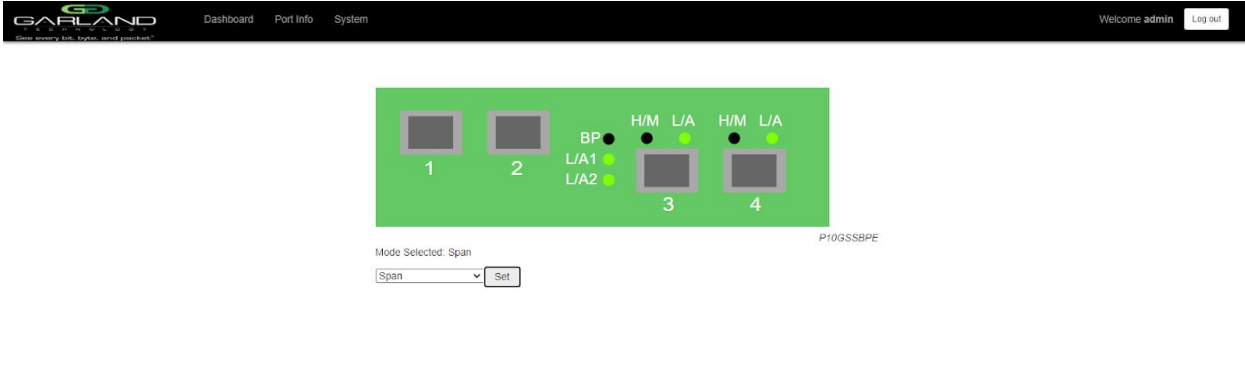 GARLAND
TECHNOLOGY
See every bit, byte, and packet.™
Dashboard Port Info System
Welcome admin Log out
H/M L/A H/M L/A
BP
L/A1
L/A2
1 2
3 4
P10GSSBPE
Mode Selected: Span
Span Set